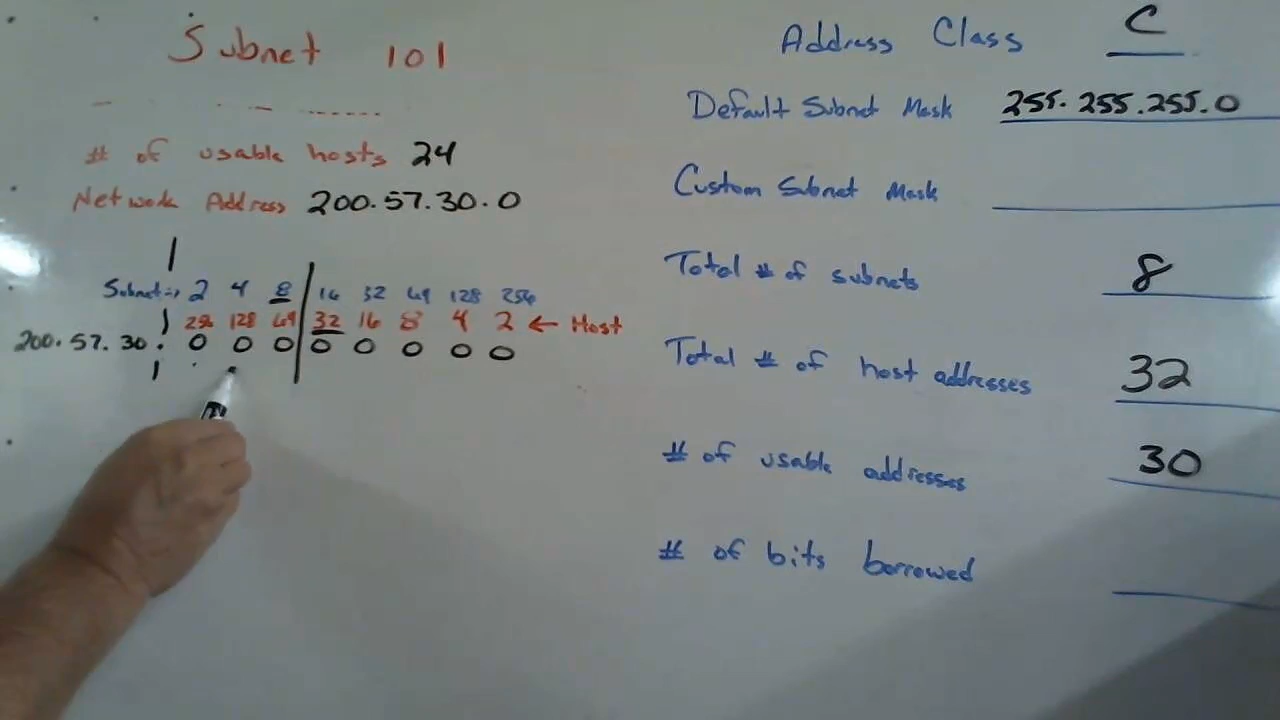 Subnet 101
# of usable hosts 24
Network Address 200.57.30.0
Subnet => 2 4 8 16 32 64 128 256
256 128 64 32 16 8 4 2 ← Host
200.57.30 . 0 0 0 0 0 0 0 0
Address Class C
Default Subnet Mask 255.255.255.0
Custom Subnet Mask
Total # of subnets 8
Total # of host addresses 32
# of usable addresses 30
# of bits borrowed